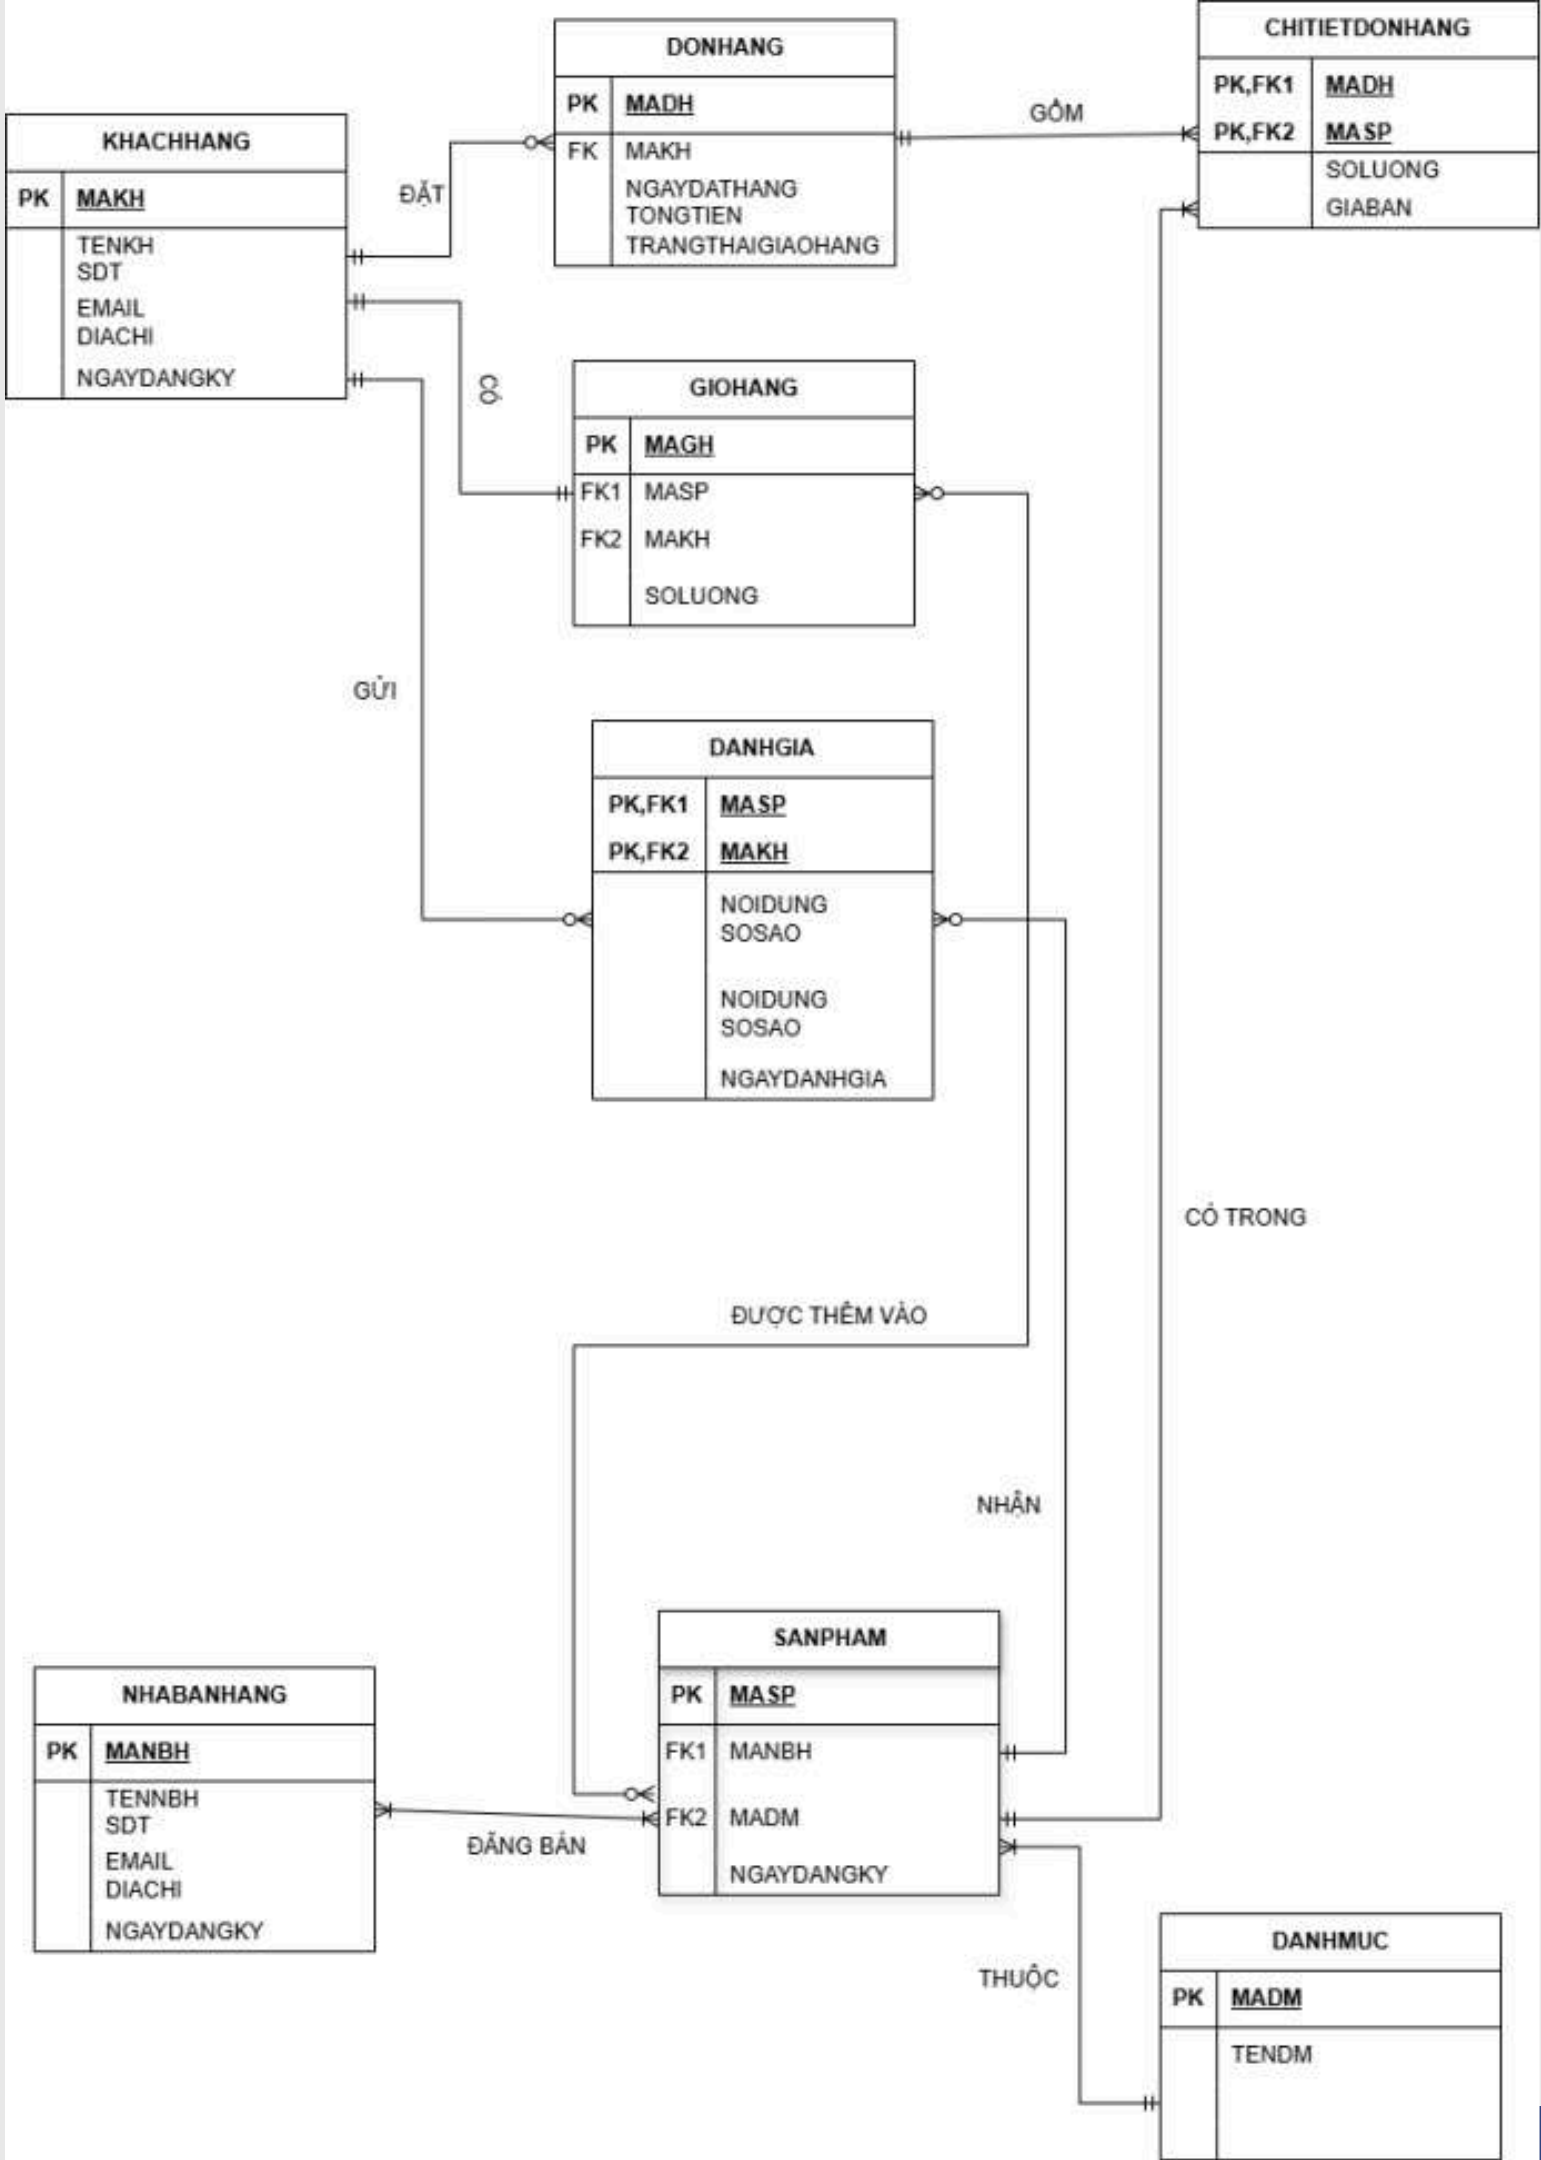 DONHANG
PK MADH
FK MAKH
NGAYDATHANG
TONGTIEN
TRANGTHAIGIAOHANG
CHITIETDONHANG
PK,FK1 MADH
PK,FK2 MASP
SOLUONG
GIABAN
GỒM
KHACHHANG
PK MAKH
TENKH
SDT
EMAIL
DIACHI
NGAYDANGKY
ĐẶT
CÓ
GIOHANG
PK MAGH
FK1 MASP
FK2 MAKH
SOLUONG
GỬI
DANHGIA
PK,FK1 MASP
PK,FK2 MAKH
NOIDUNG
SOSAO
NOIDUNG
SOSAO
NGAYDANHGIA
CÓ TRONG
ĐƯỢC THÊM VÀO
NHẬN
SANPHAM
PK MASP
FK1 MANBH
FK2 MADM
NGAYDANGKY
NHABANHANG
PK MANBH
TENNBH
SDT
EMAIL
DIACHI
NGAYDANGKY
ĐĂNG BÁN
THUỘC
DANHMUC
PK MADM
TENDM